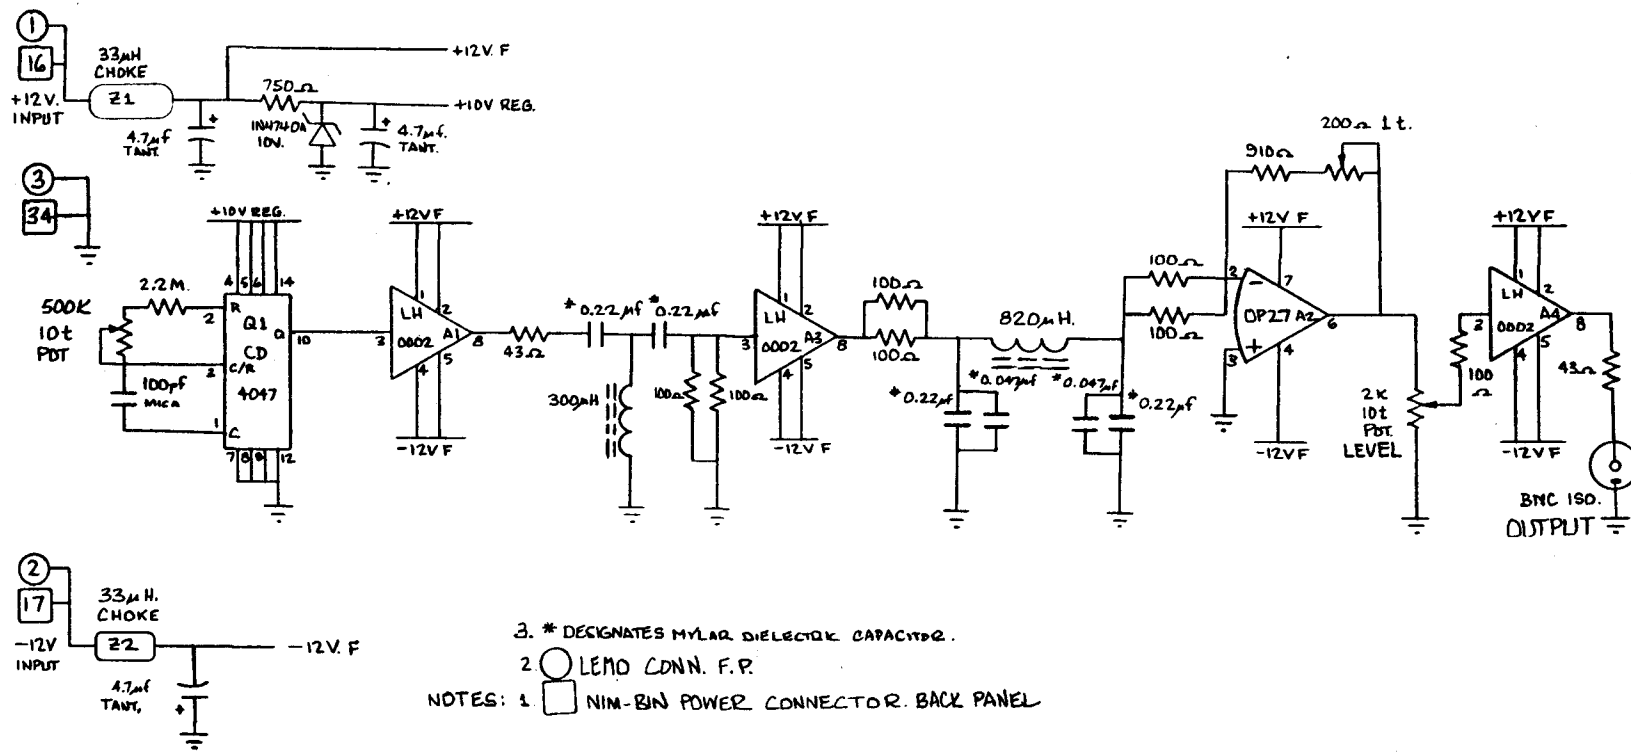 1
16
+12V.
INPUT
33μH
CHOKE
Z1
4.7μf
TANT.
+12V. F
750Ω
+10V REG.
1N4740A
10V.
4.7μf.
TANT.
3
34
+10V REG.
4 5 6 14
2.2M.
500K
10t
POT
R
2
Q1
CD
4047
Q
10
C/R
3
100pf
MICA
1
C
7 8 9 12
+12V F
1
2
LH
0002
A1
3
8
4
5
-12V F
43Ω
*0.22μf
*0.22μf
300μH
100Ω
100Ω
+12V F
1
2
LH
0002
A3
3
8
4
5
-12V F
100Ω
100Ω
820μH.
*0.047μf
*0.047μf
*0.22μf
*0.22μf
100Ω
100Ω
910Ω
200Ω 1t.
+12V F
2
7
-
OP27
A2
6
+
3
4
-12V F
2K
10t
POT.
LEVEL
100
Ω
+12V F
1
2
LH
0002
A4
8
4
5
-12V F
43Ω
BNC ISO.
OUTPUT
2
17
-12V
INPUT
33μH.
CHOKE
Z2
-12V. F
4.7μf
TANT.
3. * DESIGNATES MYLAR DIELECTRIC CAPACITOR.
2 LEMO CONN. F.P.
NOTES: 1. NIM-BIN POWER CONNECTOR. BACK PANEL